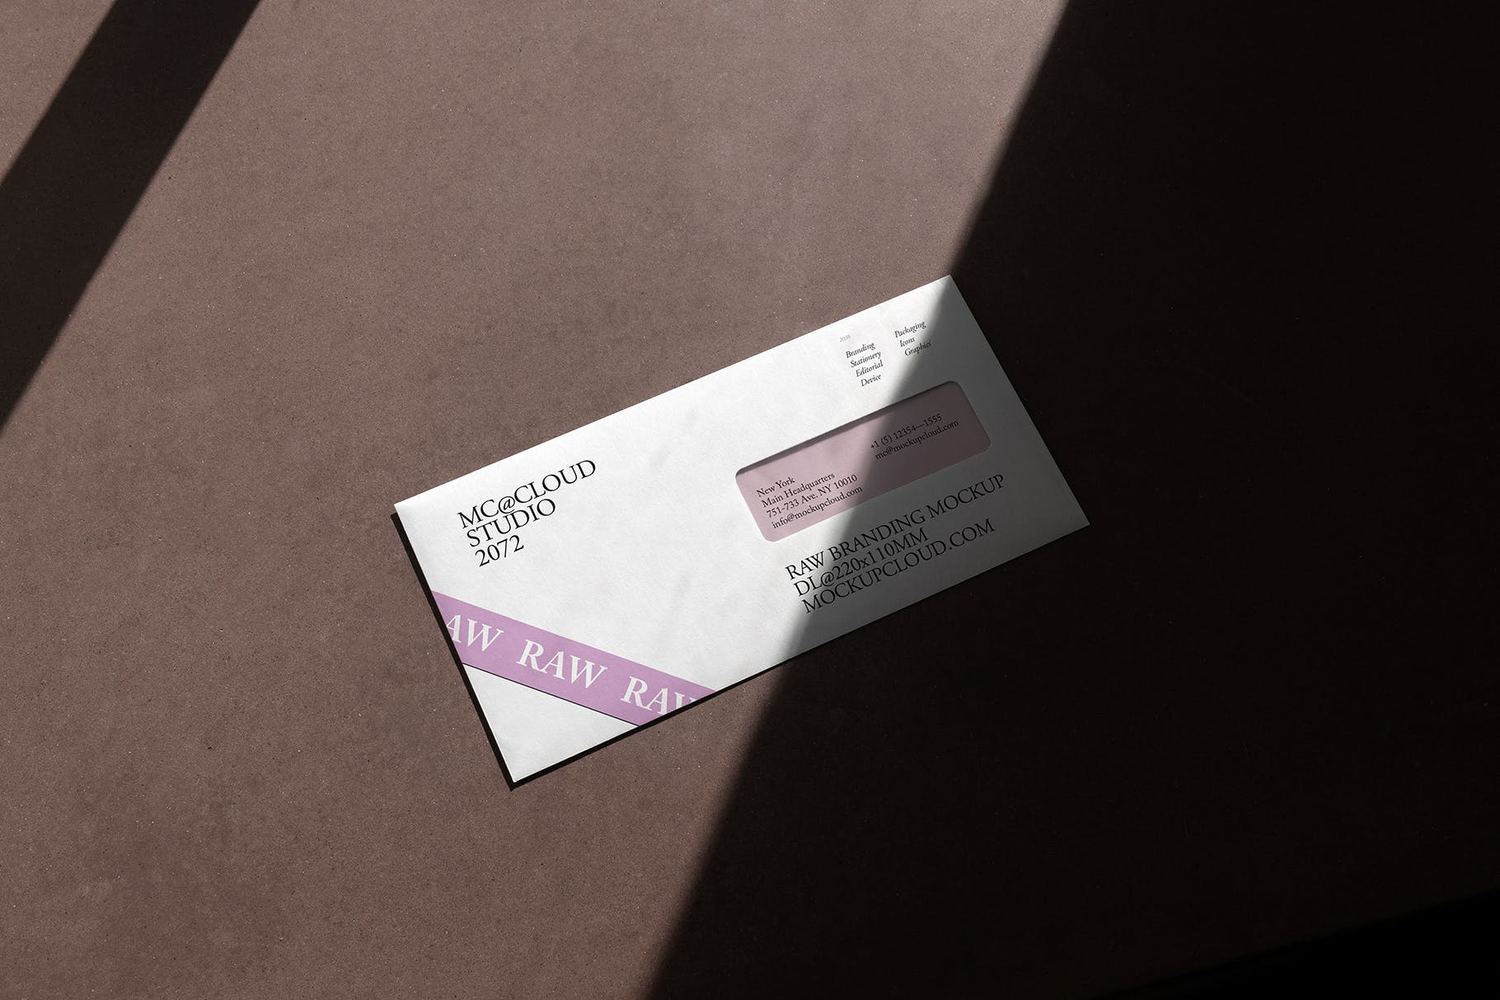 MC@CLOUD
STUDIO
2072
2018
Branding
Stationery
Editorial
Device
Packaging
Icons
Graphics
New York
Main Headquarters
751-733 Ave. NY 10010
info@mockupcloud.com
+1 (5) 12354—1555
mc@mockupcloud.com
RAW BRANDING MOCKUP
DL@220x110MM
MOCKUPCLOUD.COM
AW RAW RAW